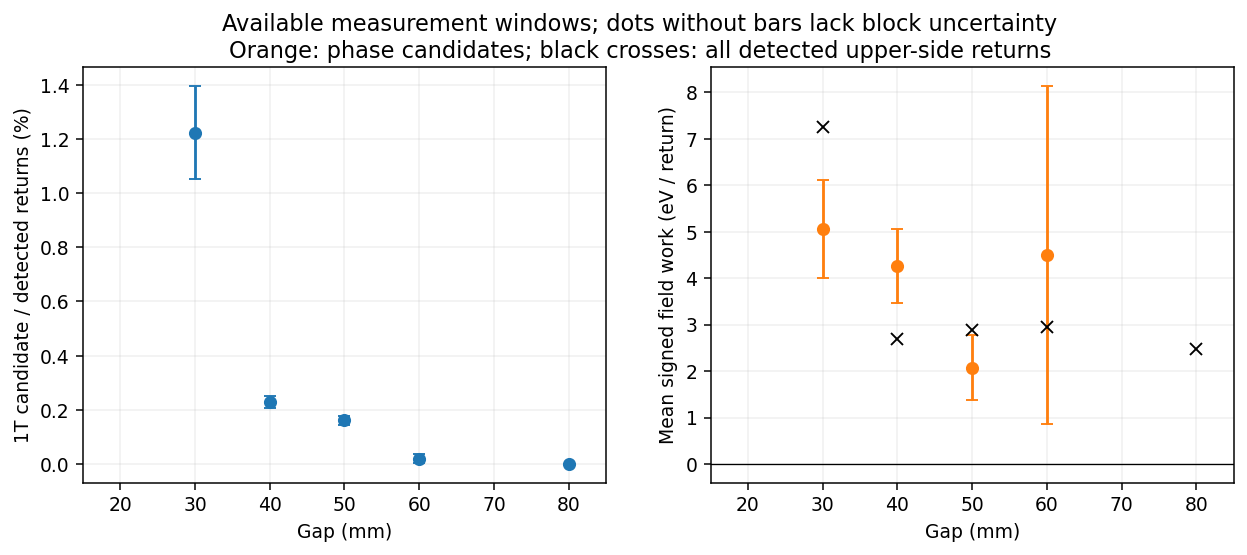 Available measurement windows; dots without bars lack block uncertainty
Orange: phase candidates; black crosses: all detected upper-side returns
1T candidate / detected returns (%)
1.4
1.2
1.0
0.8
0.6
0.4
0.2
0.0
20 30 40 50 60 70 80
Gap (mm)
Mean signed field work (eV / return)
8
7
6
5
4
3
2
1
0
20 30 40 50 60 70 80
Gap (mm)